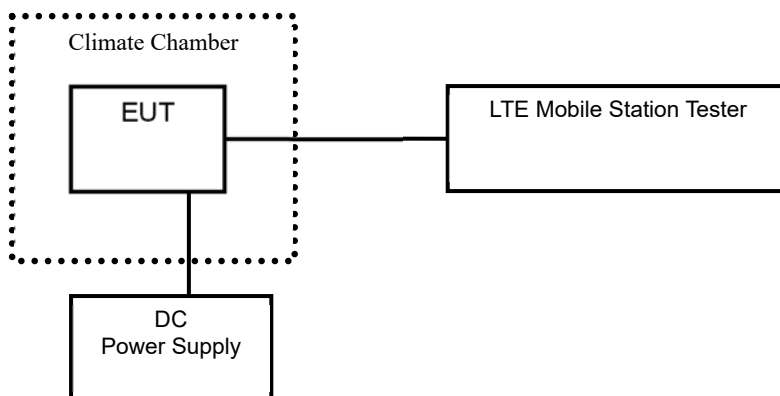 Climate Chamber
EUT
LTE Mobile Station Tester
DC
Power Supply